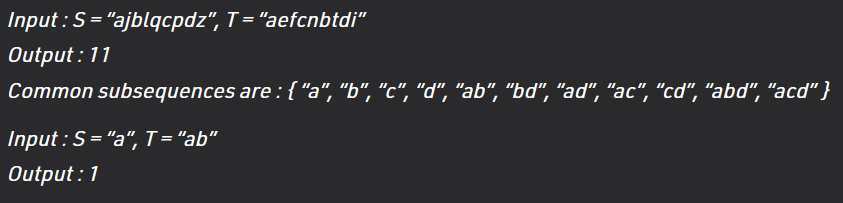 Input : S = “ajblqcpdz”, T = “aefcnbtdi”
Output : 11
Common subsequences are : { “a”, “b”, “c”, “d”, “ab”, “bd”, “ad”, “ac”, “cd”, “abd”, “acd” }
Input : S = “a”, T = “ab”
Output : 1